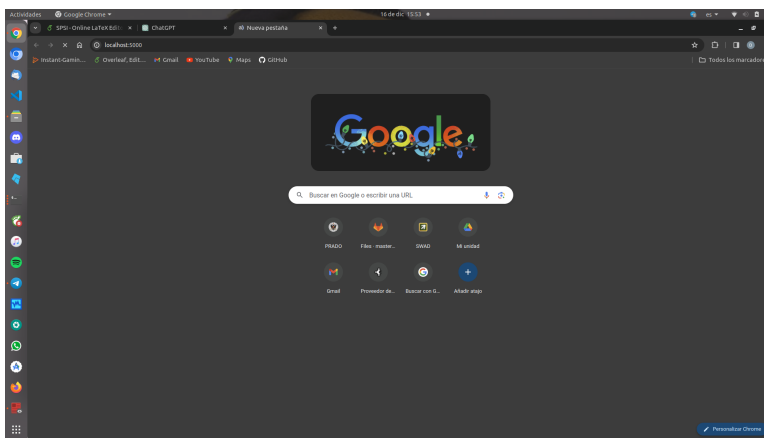 Actividades Google Chrome 16 de dic 15:53 es
SPSI - Online LaTeX Edit ChatGPT Nueva pestaña
localhost:5000
Instant-Gamin... Overleaf, Edit... Gmail YouTube Maps GitHub Todos los marcadore
Google
Buscar en Google o escribir una URL
PRADO Files · master... SWAD Mi unidad
Gmail Proveedor de... Buscar con G... Añadir atajo
Personalizar Chrome